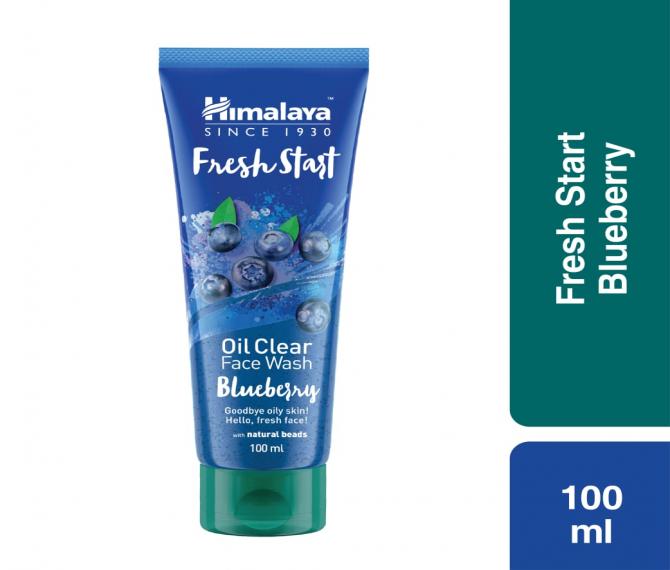 Himalaya™
SINCE 1930
Fresh Start
Oil Clear
Face Wash
Blueberry
Goodbye oily skin!
Hello, fresh face!
with natural beads
100 ml
Fresh Start
Blueberry
100
ml